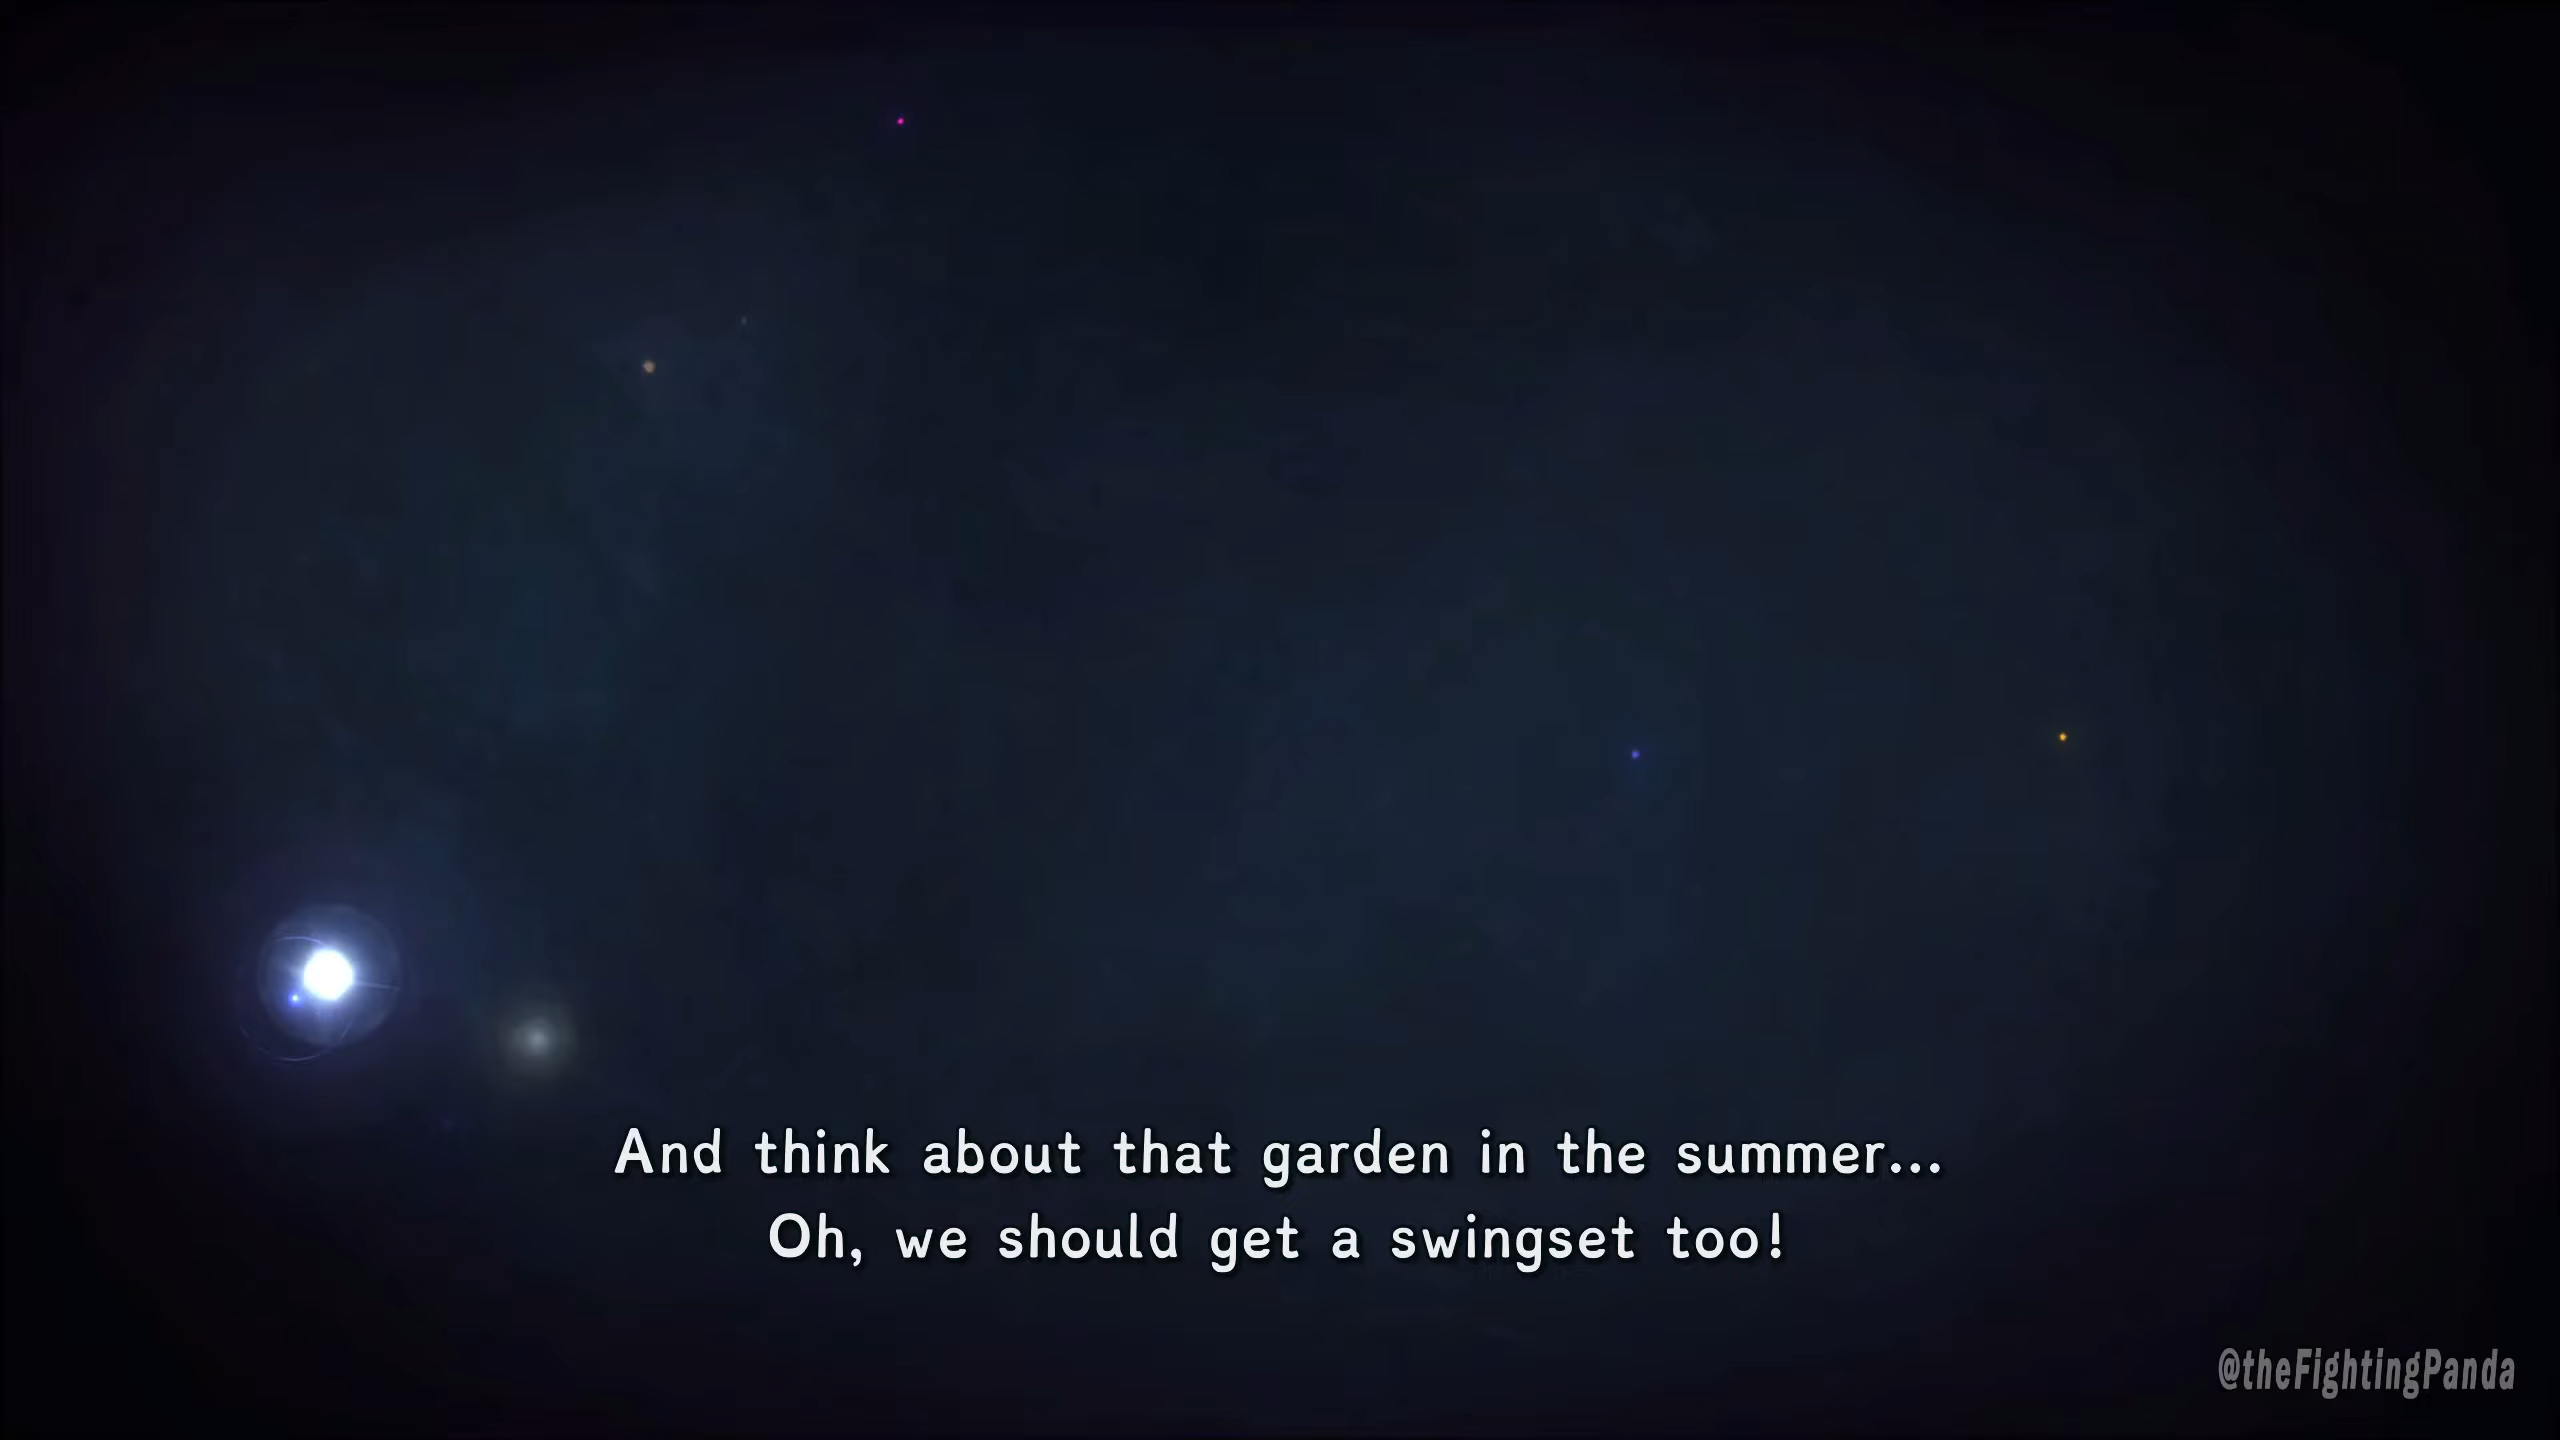 And think about that garden in the summer...
Oh, we should get a swingset too!
@theFightingPanda